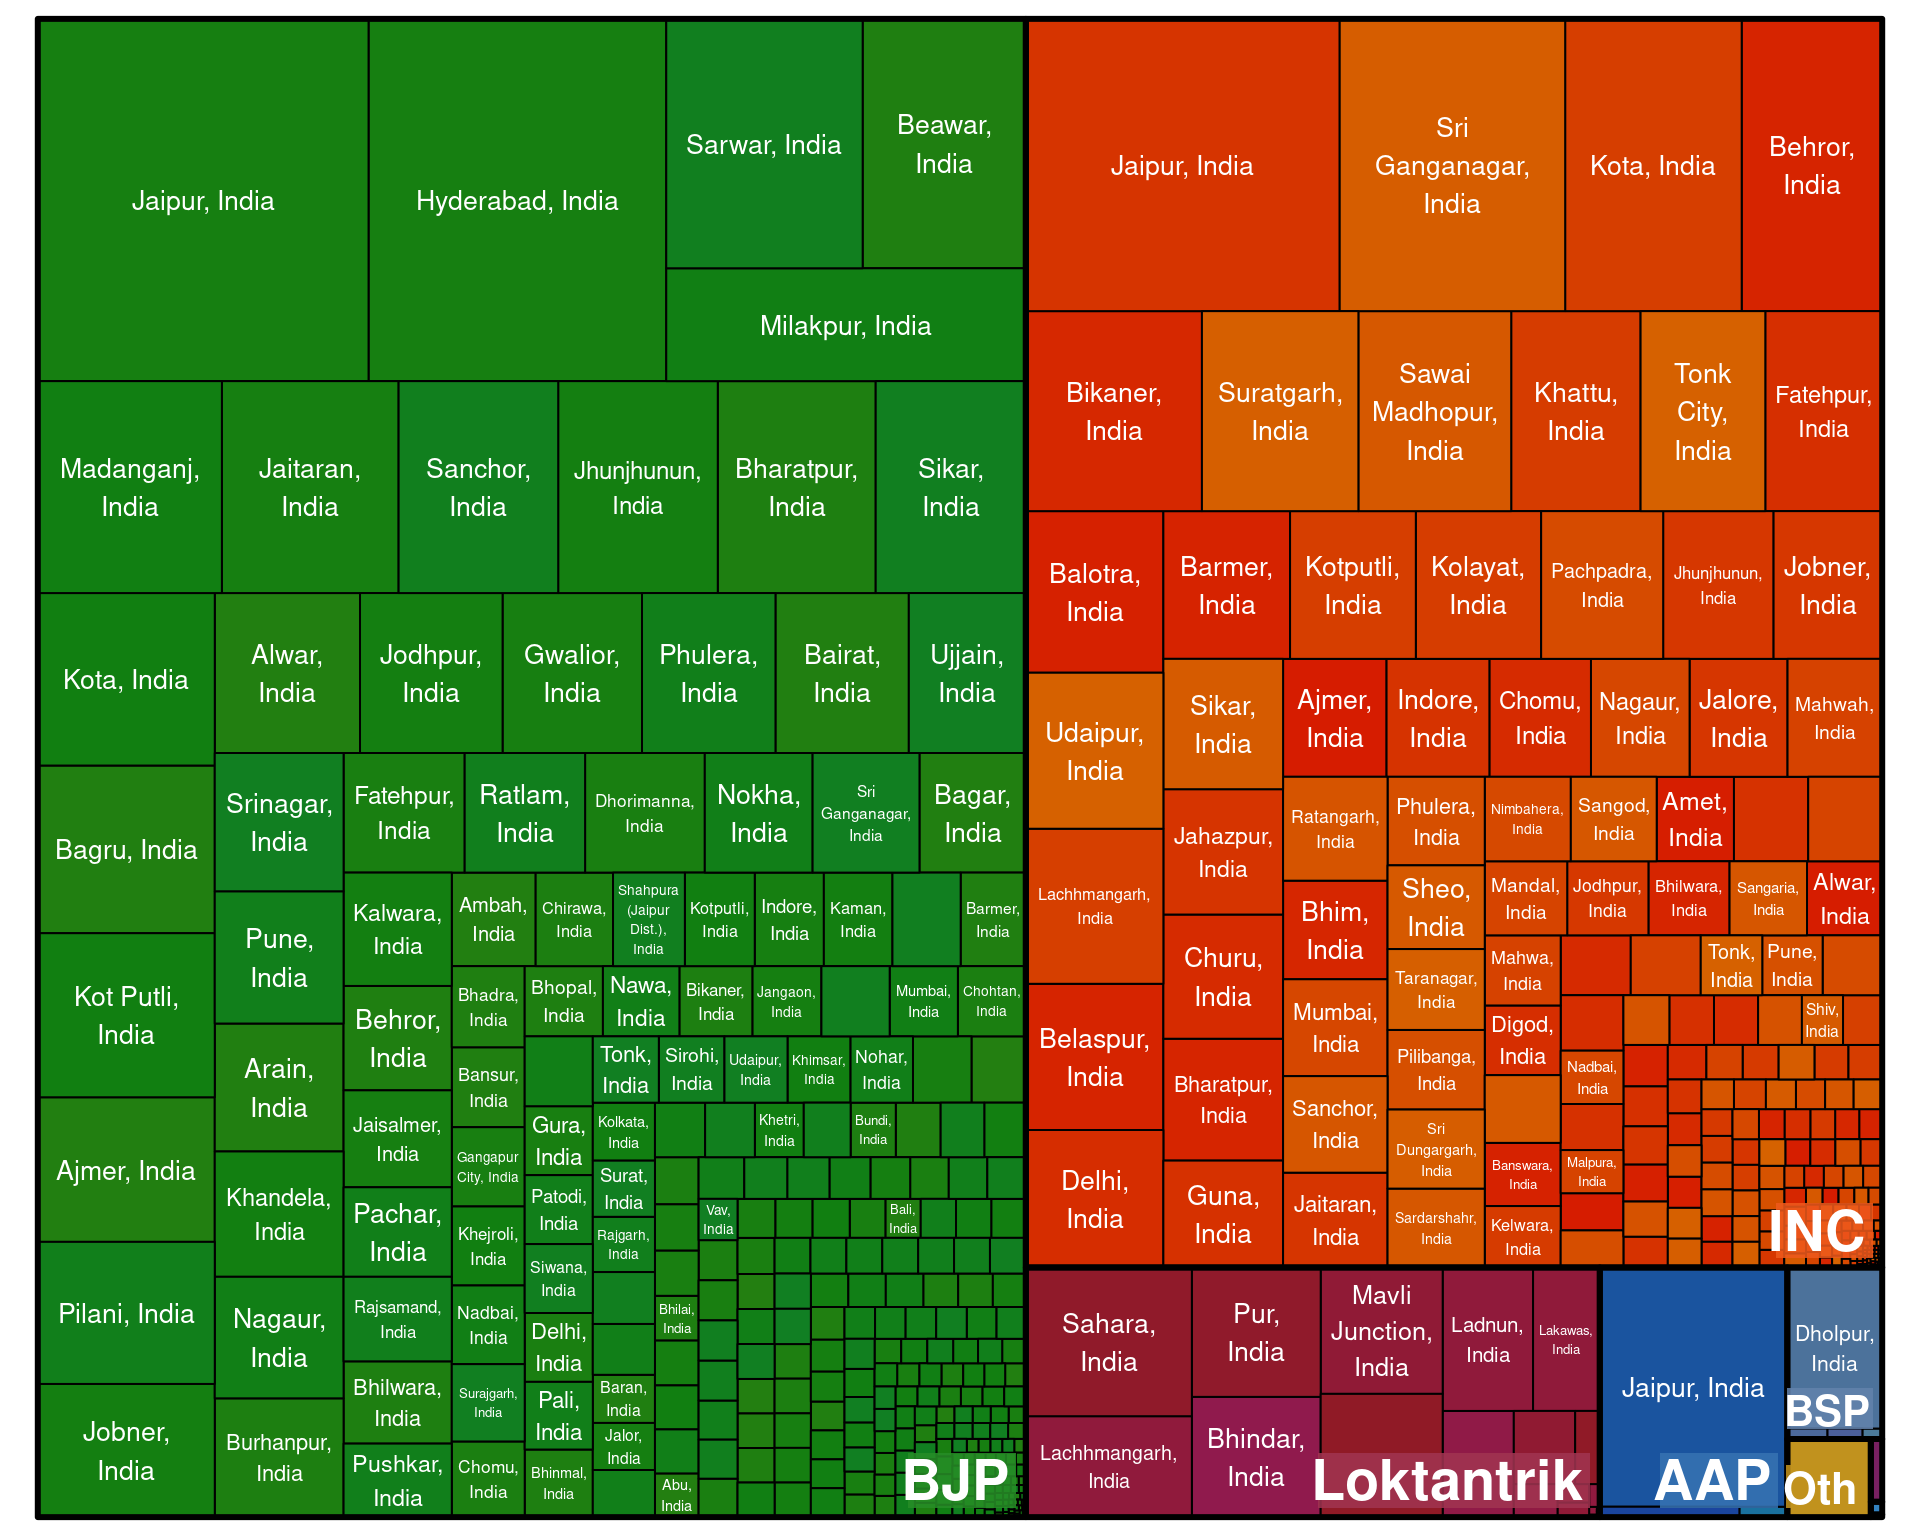 Jaipur, India
Hyderabad, India
Sarwar, India
Beawar,
India
Milakpur, India
Madanganj,
India
Jaitaran,
India
Sanchor,
India
Jhunjhunun,
India
Bharatpur,
India
Sikar,
India
Kota, India
Alwar,
India
Jodhpur,
India
Gwalior,
India
Phulera,
India
Bairat,
India
Ujjain,
India
Bagru, India
Kot Putli,
India
Ajmer, India
Pilani, India
Jobner,
India
Srinagar,
India
Pune,
India
Arain,
India
Khandela,
India
Nagaur,
India
Burhanpur,
India
Fatehpur,
India
Ratlam,
India
Dhorimanna,
India
Nokha,
India
Sri
Ganganagar,
India
Bagar,
India
Kalwara,
India
Behror,
India
Jaisalmer,
India
Pachar,
India
Rajsamand,
India
Bhilwara,
India
Pushkar,
India
Ambah,
India
Chirawa,
India
Shahpura
(Jaipur
Dist.),
India
Kotputli,
India
Indore,
India
Kaman,
India
Barmer,
India
Bhadra,
India
Bansur,
India
Gangapur
City, India
Khejroli,
India
Nadbai,
India
Surajgarh,
India
Chomu,
India
Bhopal,
India
Nawa,
India
Bikaner,
India
Jangaon,
India
Mumbai,
India
Chohtan,
India
Tonk,
India
Sirohi,
India
Udaipur,
India
Khimsar,
India
Nohar,
India
Gura,
India
Patodi,
India
Siwana,
India
Delhi,
India
Pali,
India
Bhinmal,
India
Kolkata,
India
Surat,
India
Rajgarh,
India
Baran,
India
Jalor,
India
Khetri,
India
Bundi,
India
Vav,
India
Bali,
India
Bhilai,
India
Abu,
India
BJP
Jaipur, India
Sri
Ganganagar,
India
Kota, India
Behror,
India
Bikaner,
India
Suratgarh,
India
Sawai
Madhopur,
India
Khattu,
India
Tonk
City,
India
Fatehpur,
India
Balotra,
India
Barmer,
India
Kotputli,
India
Kolayat,
India
Pachpadra,
India
Jhunjhunun,
India
Jobner,
India
Udaipur,
India
Lachhmangarh,
India
Belaspur,
India
Delhi,
India
Sikar,
India
Jahazpur,
India
Churu,
India
Bharatpur,
India
Guna,
India
Ajmer,
India
Indore,
India
Chomu,
India
Nagaur,
India
Jalore,
India
Mahwah,
India
Ratangarh,
India
Bhim,
India
Mumbai,
India
Sanchor,
India
Jaitaran,
India
Phulera,
India
Sheo,
India
Taranagar,
India
Pilibanga,
India
Sri
Dungargarh,
India
Sardarshahr,
India
Nimbahera,
India
Sangod,
India
Amet,
India
Mandal,
India
Jodhpur,
India
Bhilwara,
India
Sangaria,
India
Alwar,
India
Mahwa,
India
Digod,
India
Banswara,
India
Kelwara,
India
Tonk,
India
Pune,
India
Shiv,
India
Nadbai,
India
Malpura,
India
INC
Sahara,
India
Lachhmangarh,
India
Pur,
India
Bhindar,
India
Mavli
Junction,
India
Ladnun,
India
Lakawas,
India
Loktantrik
Jaipur, India
AAP
Dholpur,
India
BSP
Oth